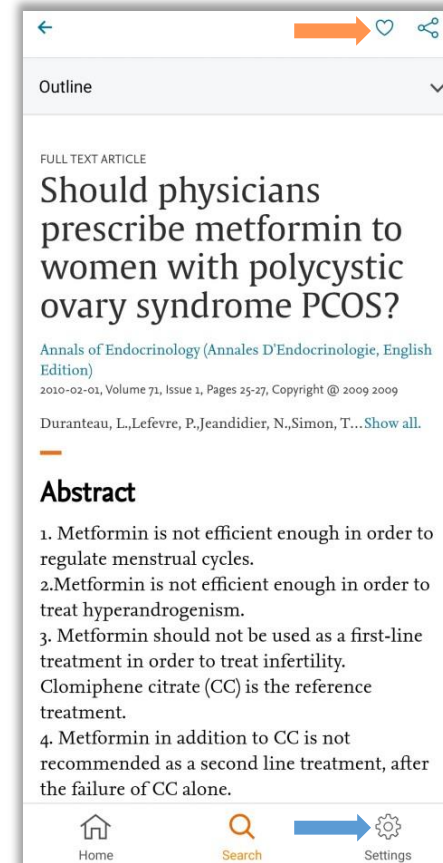 Outline
FULL TEXT ARTICLE
Should physicians
prescribe metformin to
women with polycystic
ovary syndrome PCOS?
Annals of Endocrinology (Annales D'Endocrinologie, English
Edition)
2010-02-01, Volume 71, Issue 1, Pages 25-27, Copyright @ 2009 2009
Duranteau, L.,Lefevre, P.,Jeandidier, N.,Simon, T...Show all.
Abstract
1. Metformin is not efficient enough in order to
regulate menstrual cycles.
2.Metformin is not efficient enough in order to
treat hyperandrogenism.
3. Metformin should not be used as a first-line
treatment in order to treat infertility.
Clomiphene citrate (CC) is the reference
treatment.
4. Metformin in addition to CC is not
recommended as a second line treatment, after
the failure of CC alone.
Home Search Settings